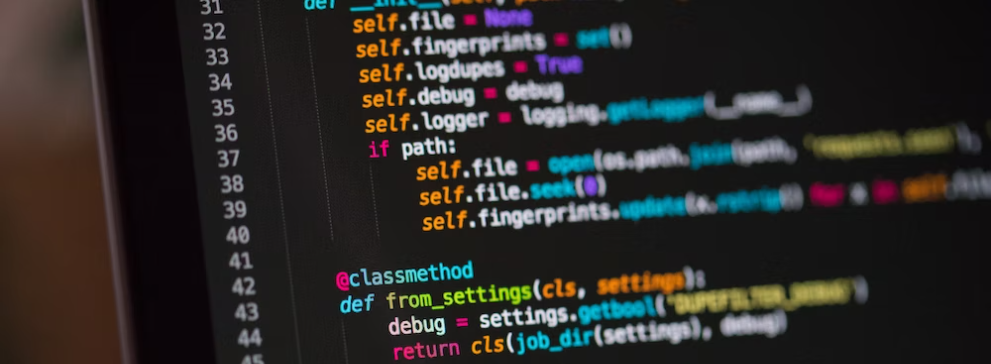 31 def __init__(self,
32 self.file = None
33 self.fingerprints = set()
34 self.logdupes = True
35 self.debug = debug
36 self.logger = logging.getLogger(__name__)
37 if path:
38 self.file = open(os.path.join(path, 'requests.seen'),
39 self.file.seek(0)
40 self.fingerprints.update(x.rstrip() for x in self.file
41
42 @classmethod
43 def from_settings(cls, settings):
44 debug = settings.getbool('DUPEFILTER_DEBUG')
45 return cls(job_dir(settings), debug)